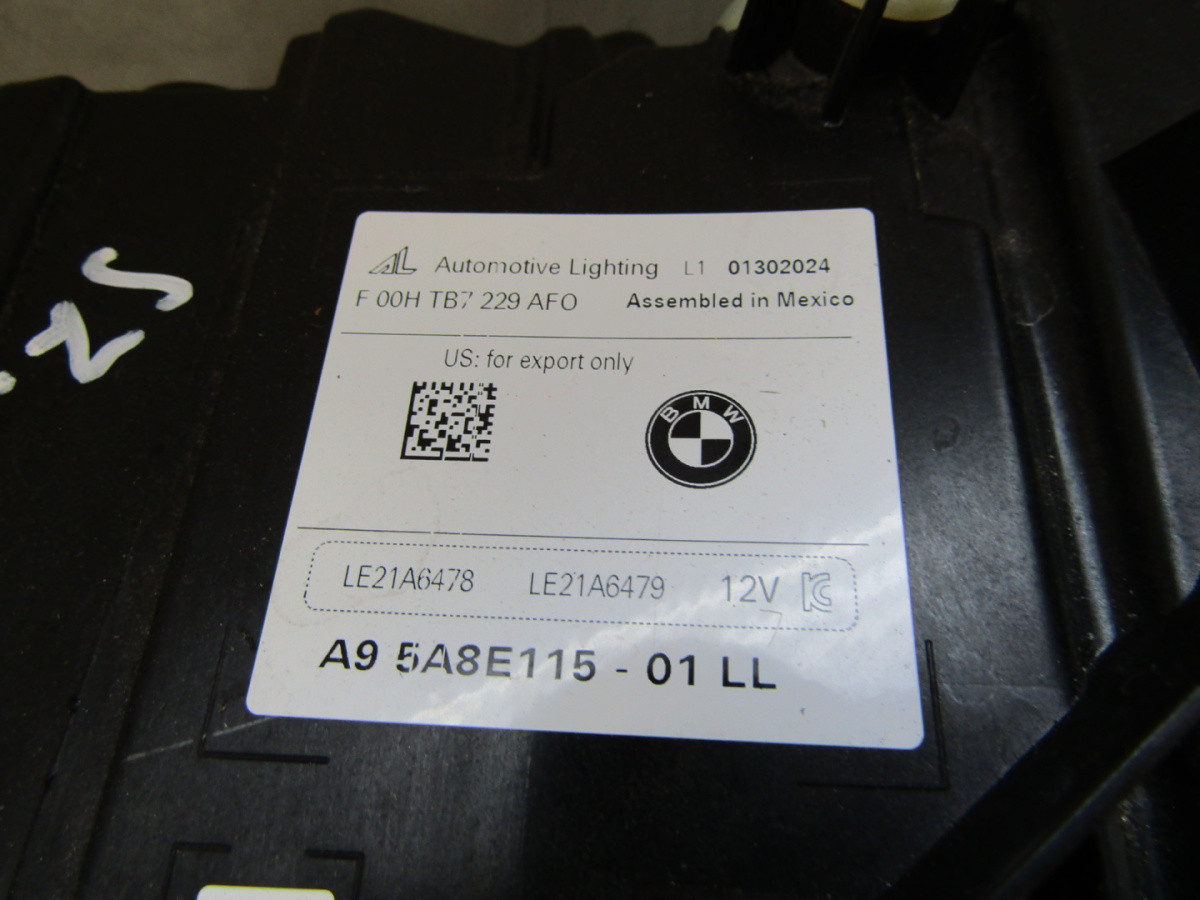 Automotive Lighting L1 01302024
F 00H TB7 229 AFO Assembled in Mexico
US: for export only
BMW
LE21A6478 LE21A6479 12V
A9 5A8E115 - 01 LL